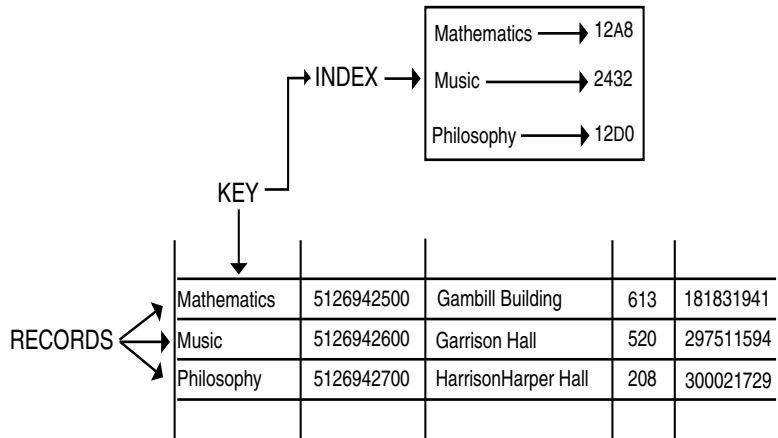 Mathematics 12A8
INDEX Music 2432
Philosophy 12D0
KEY
Mathematics 5126942500 Gambill Building 613 181831941
RECORDS Music 5126942600 Garrison Hall 520 297511594
Philosophy 5126942700 HarrisonHarper Hall 208 300021729